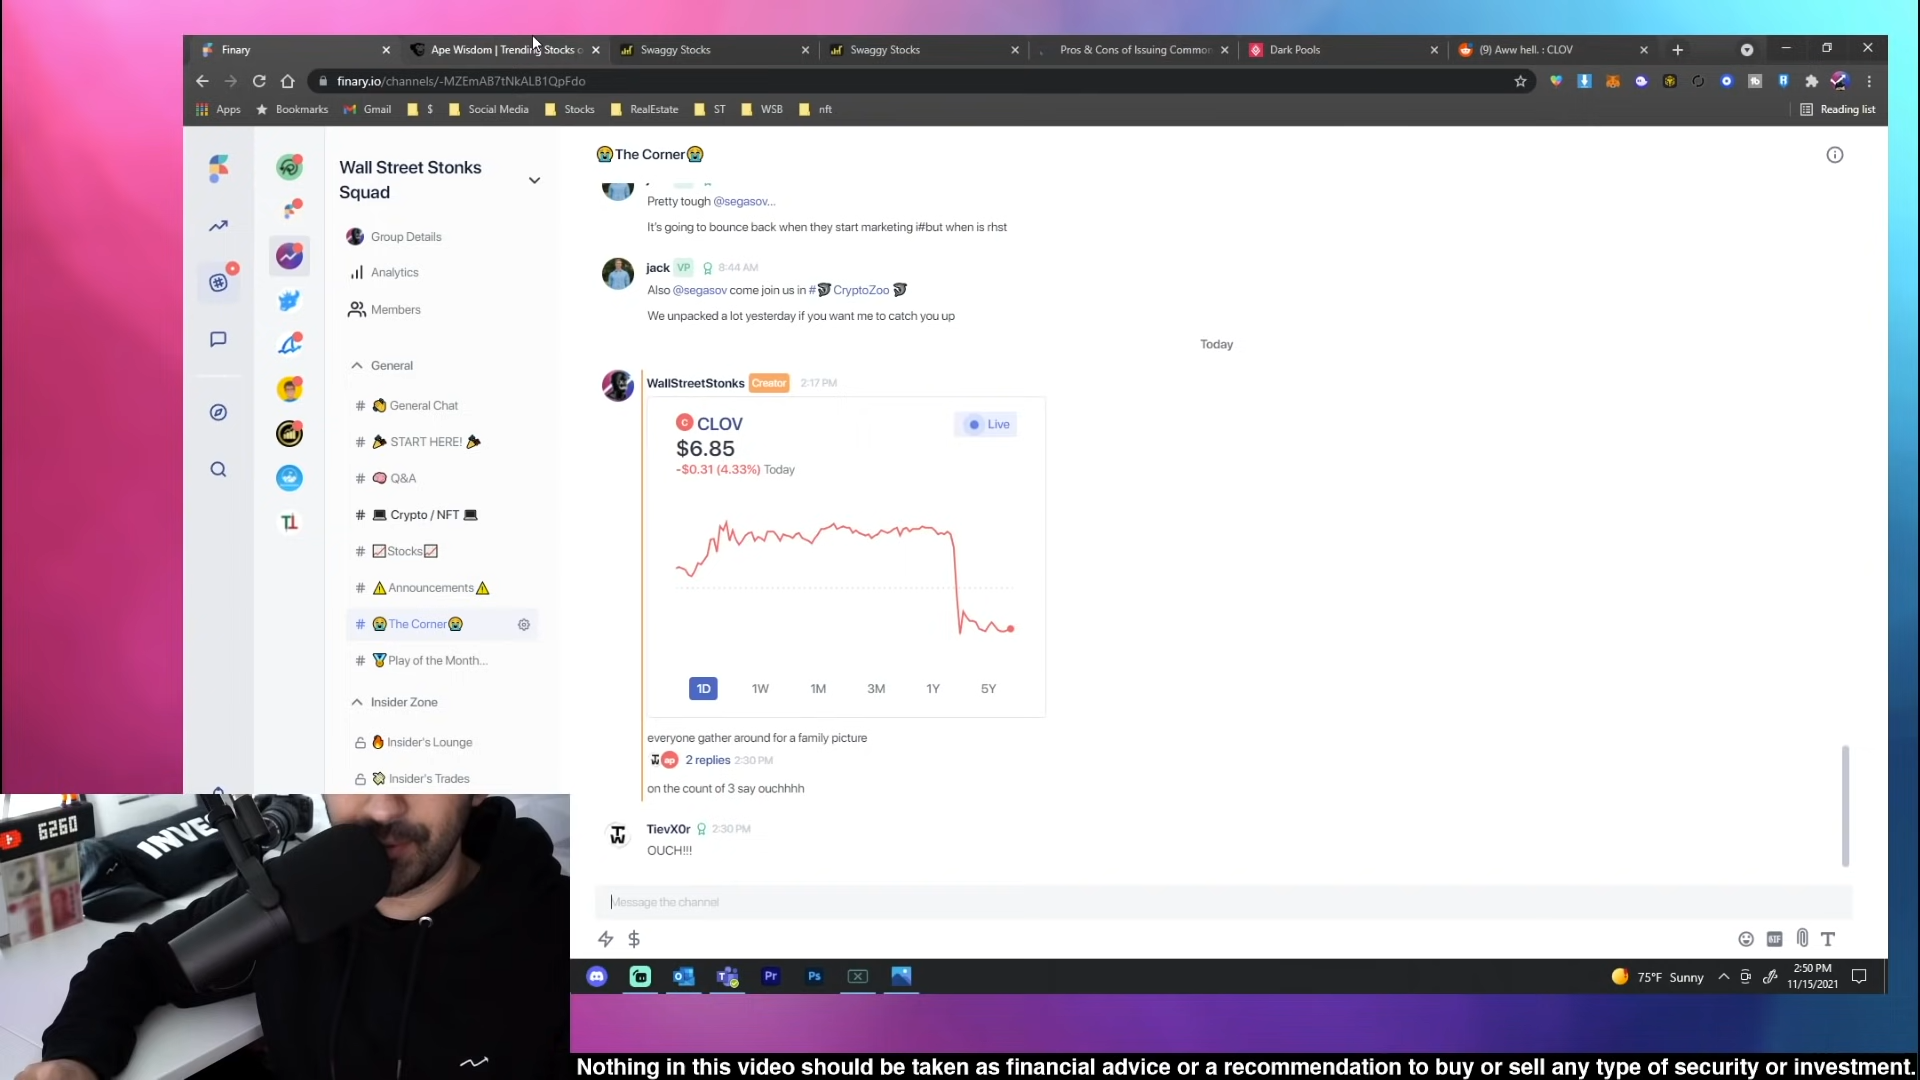 Finary
Ape Wisdom | Trending Stocks o
Swaggy Stocks
Swaggy Stocks
Pros & Cons of Issuing Common
Dark Pools
(9) Aww hell. : CLOV
finary.io/channels/-MZEmAB7tNkALB1QpFdo
Apps
Bookmarks
Gmail
$
Social Media
Stocks
RealEstate
ST
WSB
nft
Reading list
Wall Street Stonks
Squad
Group Details
Analytics
Members
General
# 👏 General Chat
# 🎉 START HERE! 🎉
# 🧠 Q&A
# 💻 Crypto / NFT 💻
# 📈Stocks📈
# ⚠️Announcements⚠️
# 😭The Corner😭
# 🏅Play of the Month...
Insider Zone
🔥 Insider's Lounge
💸 Insider's Trades
😭The Corner😭
Pretty tough @segasov...
It's going to bounce back when they start marketing i#but when is rhst
jack VP 8:44 AM
Also @segasov come join us in # CryptoZoo
We unpacked a lot yesterday if you want me to catch you up
Today
WallStreetStonks Creator 2:17 PM
C CLOV
Live
$6.85
-$0.31 (4.33%) Today
1D 1W 1M 3M 1Y 5Y
everyone gather around for a family picture
ap 2 replies 2:30 PM
on the count of 3 say ouchhhh
TievX0r 2:30 PM
OUCH!!!
Message the channel
$
GIF
T
6260
INVES
Pr
Ps
75°F Sunny
2:50 PM
11/15/2021
Nothing in this video should be taken as financial advice or a recommendation to buy or sell any type of security or investment.